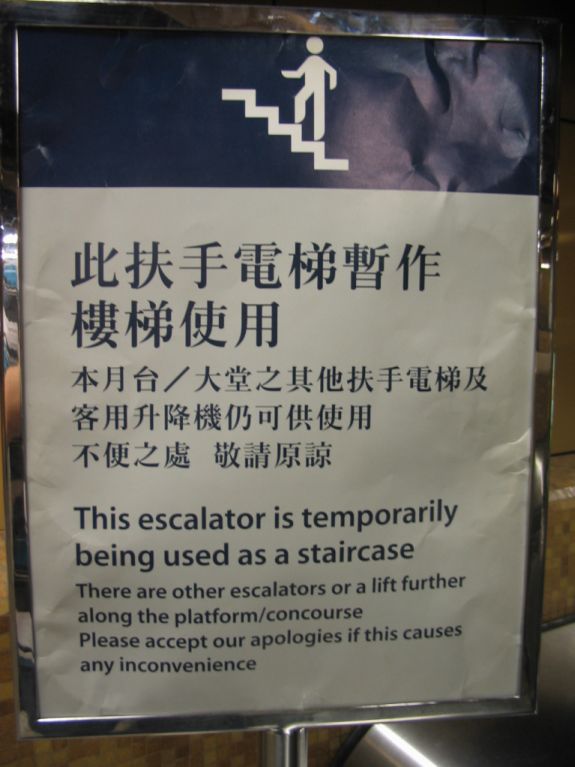 此扶手電梯暫作
樓梯使用
本月台／大堂之其他扶手電梯及
客用升降機仍可供使用
不便之處 敬請原諒
This escalator is temporarily
being used as a staircase
There are other escalators or a lift further
along the platform/concourse
Please accept our apologies if this causes
any inconvenience